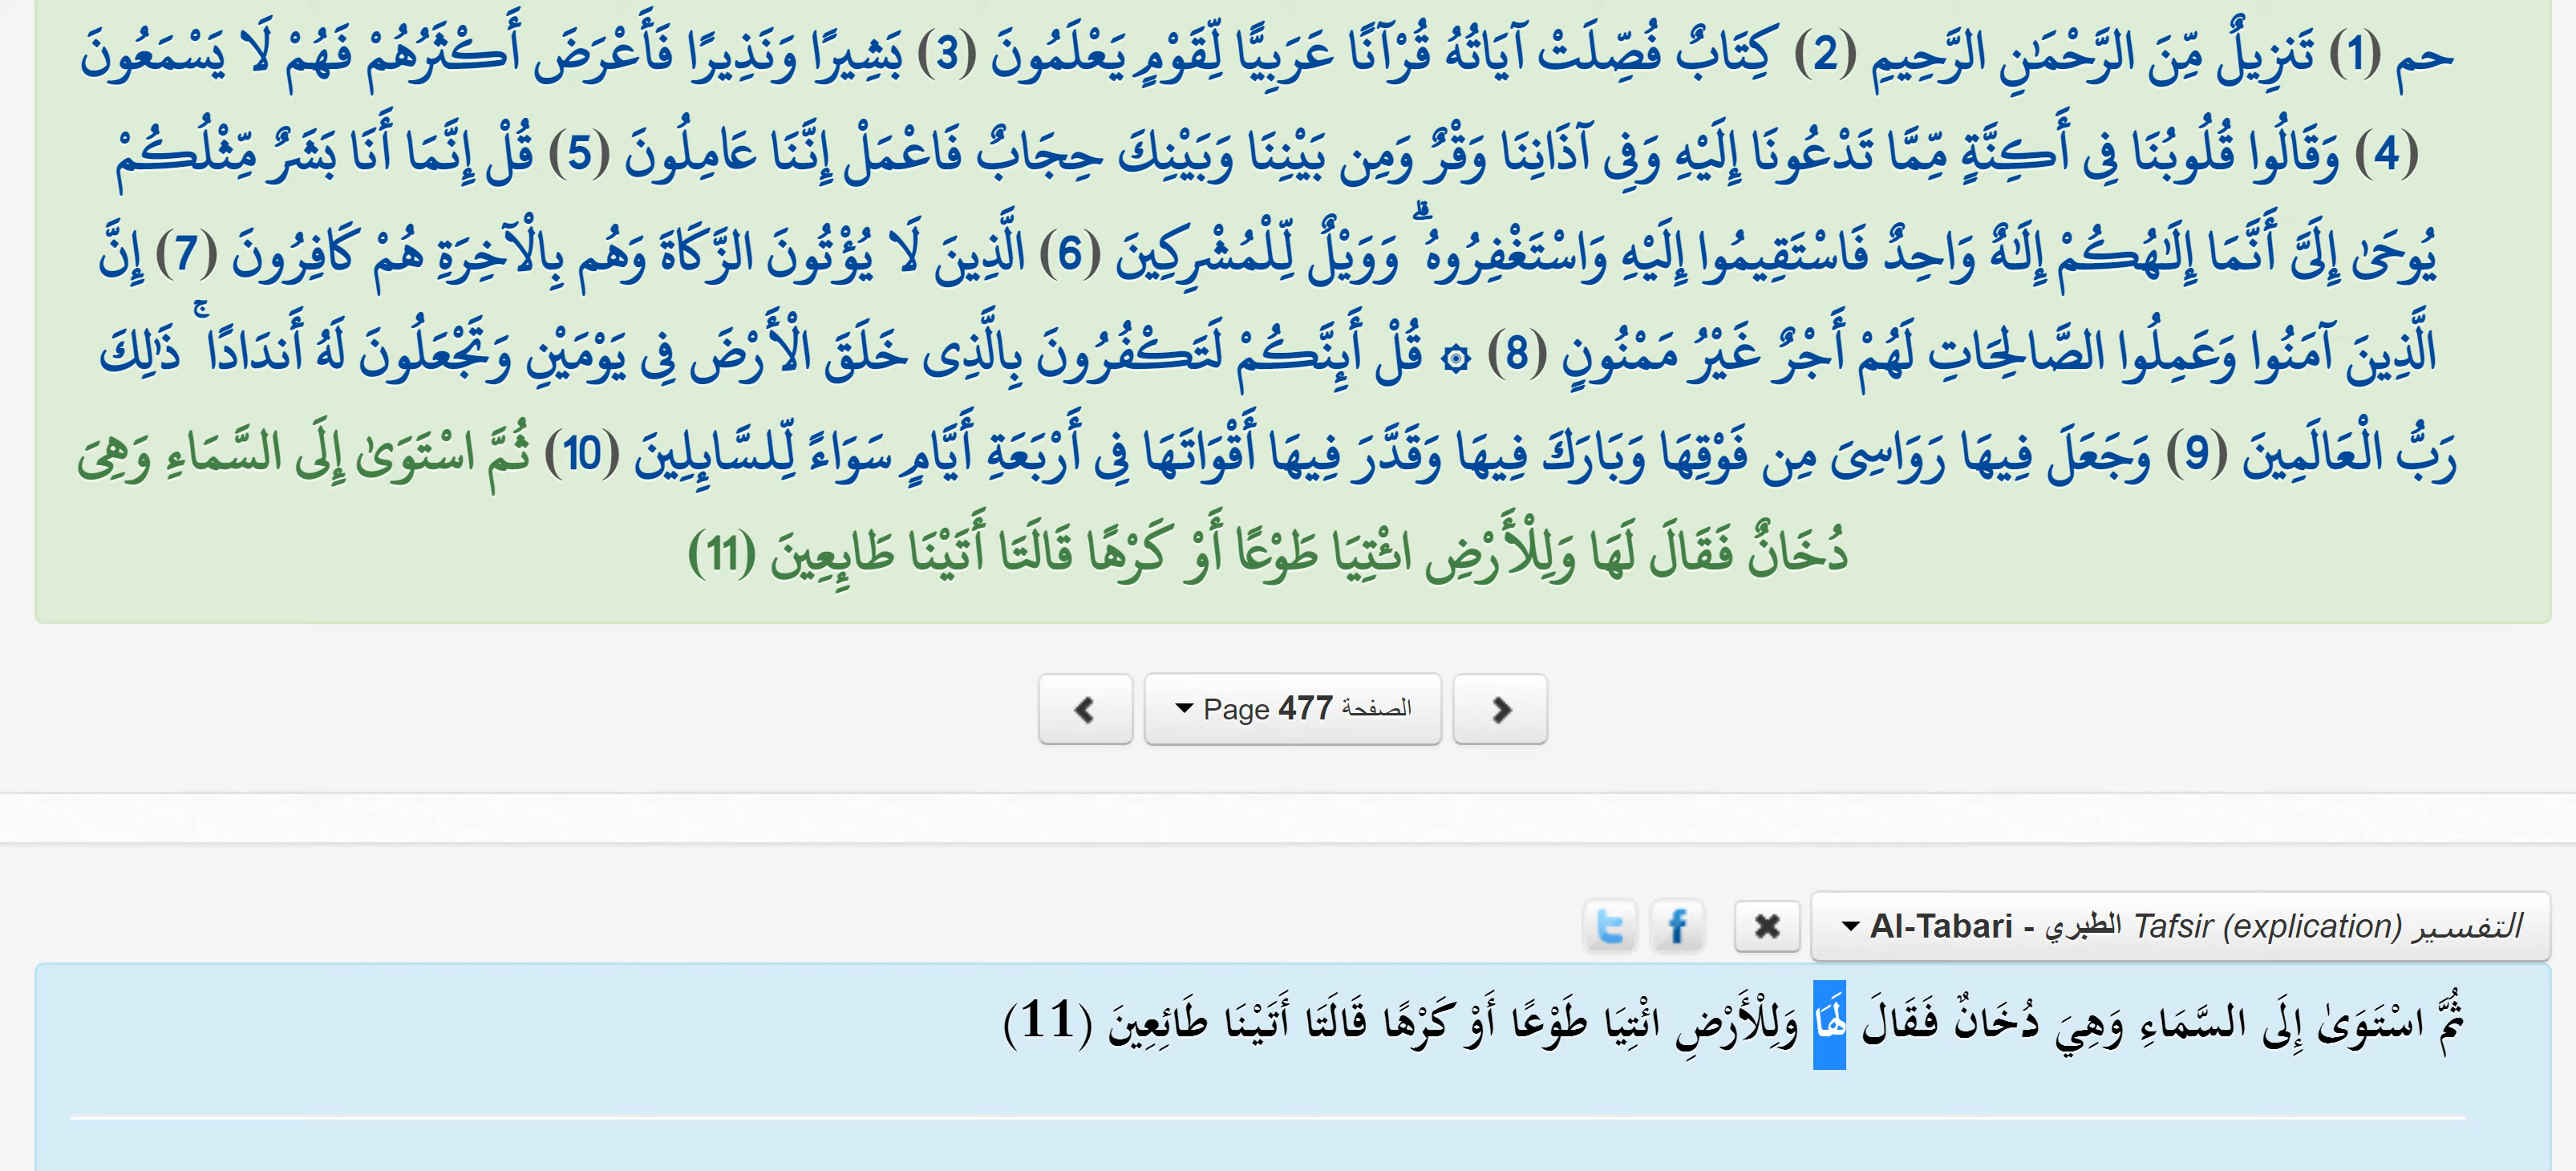 حم (1) تَنزِيلٌ مِّنَ الرَّحْمَٰنِ الرَّحِيمِ (2) كِتَابٌ فُصِّلَتْ آيَاتُهُ قُرْآنًا عَرَبِيًّا لِّقَوْمٍ يَعْلَمُونَ (3) بَشِيرًا وَنَذِيرًا فَأَعْرَضَ أَكْثَرُهُمْ فَهُمْ لَا يَسْمَعُونَ
(4) وَقَالُوا قُلُوبُنَا فِي أَكِنَّةٍ مِّمَّا تَدْعُونَا إِلَيْهِ وَفِي آذَانِنَا وَقْرٌ وَمِن بَيْنِنَا وَبَيْنِكَ حِجَابٌ فَاعْمَلْ إِنَّنَا عَامِلُونَ (5) قُلْ إِنَّمَا أَنَا بَشَرٌ مِّثْلُكُمْ
يُوحَىٰ إِلَيَّ أَنَّمَا إِلَٰهُكُمْ إِلَٰهٌ وَاحِدٌ فَاسْتَقِيمُوا إِلَيْهِ وَاسْتَغْفِرُوهُ ۗ وَوَيْلٌ لِّلْمُشْرِكِينَ (6) الَّذِينَ لَا يُؤْتُونَ الزَّكَاةَ وَهُم بِالْآخِرَةِ هُمْ كَافِرُونَ (7) إِنَّ
الَّذِينَ آمَنُوا وَعَمِلُوا الصَّالِحَاتِ لَهُمْ أَجْرٌ غَيْرُ مَمْنُونٍ (8) ۞ قُلْ أَئِنَّكُمْ لَتَكْفُرُونَ بِالَّذِي خَلَقَ الْأَرْضَ فِي يَوْمَيْنِ وَتَجْعَلُونَ لَهُ أَندَادًا ۚ ذَٰلِكَ
رَبُّ الْعَالَمِينَ (9) وَجَعَلَ فِيهَا رَوَاسِيَ مِن فَوْقِهَا وَبَارَكَ فِيهَا وَقَدَّرَ فِيهَا أَقْوَاتَهَا فِي أَرْبَعَةِ أَيَّامٍ سَوَاءً لِّلسَّائِلِينَ (10) ثُمَّ اسْتَوَىٰ إِلَى السَّمَاءِ وَهِيَ
دُخَانٌ فَقَالَ لَهَا وَلِلْأَرْضِ ائْتِيَا طَوْعًا أَوْ كَرْهًا قَالَتَا أَتَيْنَا طَائِعِينَ (11)
الصفحة Page 477
التفسير Tafsir (explication) الطبري - Al-Tabari
ثُمَّ اسْتَوَىٰ إِلَى السَّمَاءِ وَهِيَ دُخَانٌ فَقَالَ لَهَا وَلِلْأَرْضِ ائْتِيَا طَوْعًا أَوْ كَرْهًا قَالَتَا أَتَيْنَا طَائِعِينَ (11)